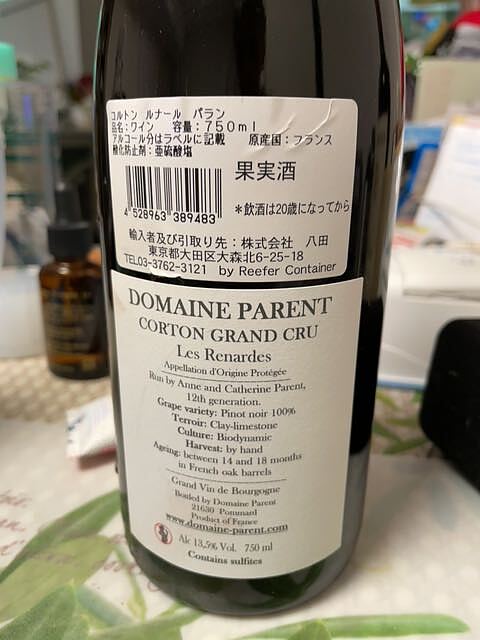 コルトン ルナール パラン
品名:ワイン 容量:750ml
アルコール分はラベルに記載 原産国:フランス
酸化防止剤:亜硫酸塩
果実酒
4 528963 389483
*飲酒は20歳になってから
輸入者及び引取り先:株式会社 八田
東京都大田区大森北6-25-18
TEL03-3762-3121 by Reefer Container
DOMAINE PARENT
CORTON GRAND CRU
Les Renardes
Appellation d'Origine Protégée
Run by Anne and Catherine Parent,
12th generation.
Grape variety: Pinot noir 100%
Terroir: Clay-limestone
Culture: Biodynamic
Harvest: by hand
Ageing: between 14 and 18 months
in French oak barrels
Grand Vin de Bourgogne
Bottled by Domaine Parent
21630 Pommard
Product of France
www.domaine-parent.com
Alc 13,5% Vol. 750 ml
Contains sulfites